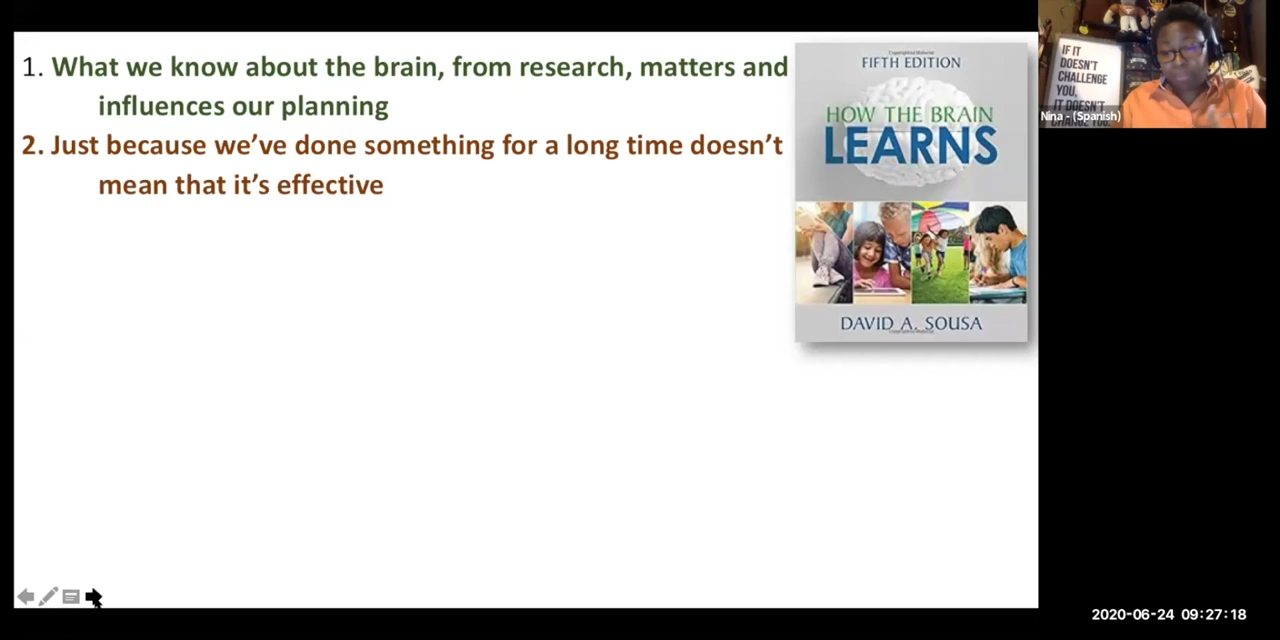 1. What we know about the brain, from research, matters and
influences our planning
2. Just because we've done something for a long time doesn't
mean that it's effective
FIFTH EDITION
HOW THE BRAIN
LEARNS
DAVID A. SOUSA
IF IT
DOESN'T
CHALLENGE
YOU,
IT DOESN'T
CHANGE YOU.
Nina - (Spanish)
2020-06-24 09:27:18